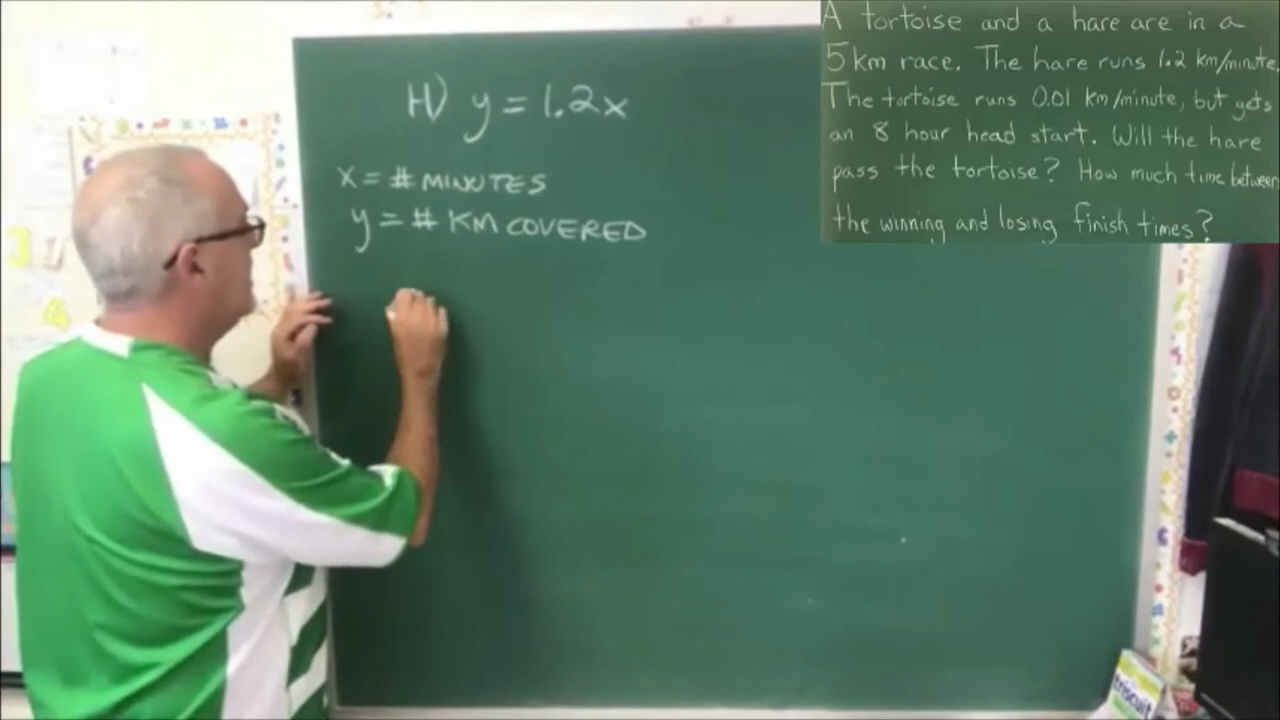 H) y = 1.2x
x = # MINUTES
y = # KM COVERED
A tortoise and a hare are in a
5 km race. The hare runs 1.2 km/minute.
The tortoise runs 0.01 km/minute, but gets
an 8 hour head start. Will the hare
pass the tortoise? How much time between
the winning and losing finish times?
4
triscuit